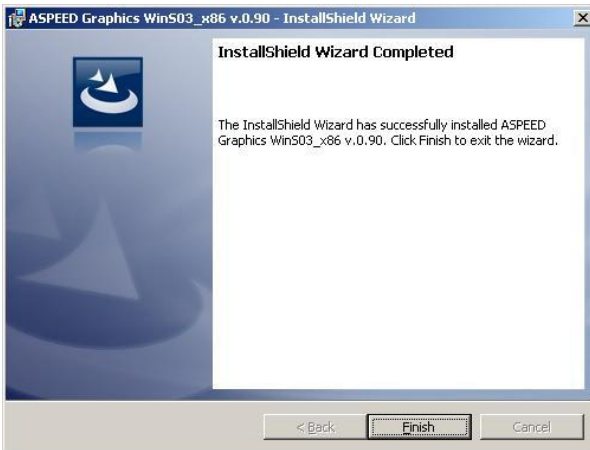 ASPEED Graphics WinS03_x86 v.0.90 - InstallShield Wizard
InstallShield Wizard Completed
The InstallShield Wizard has successfully installed ASPEED
Graphics WinS03_x86 v.0.90. Click Finish to exit the wizard.
< Back
Finish
Cancel